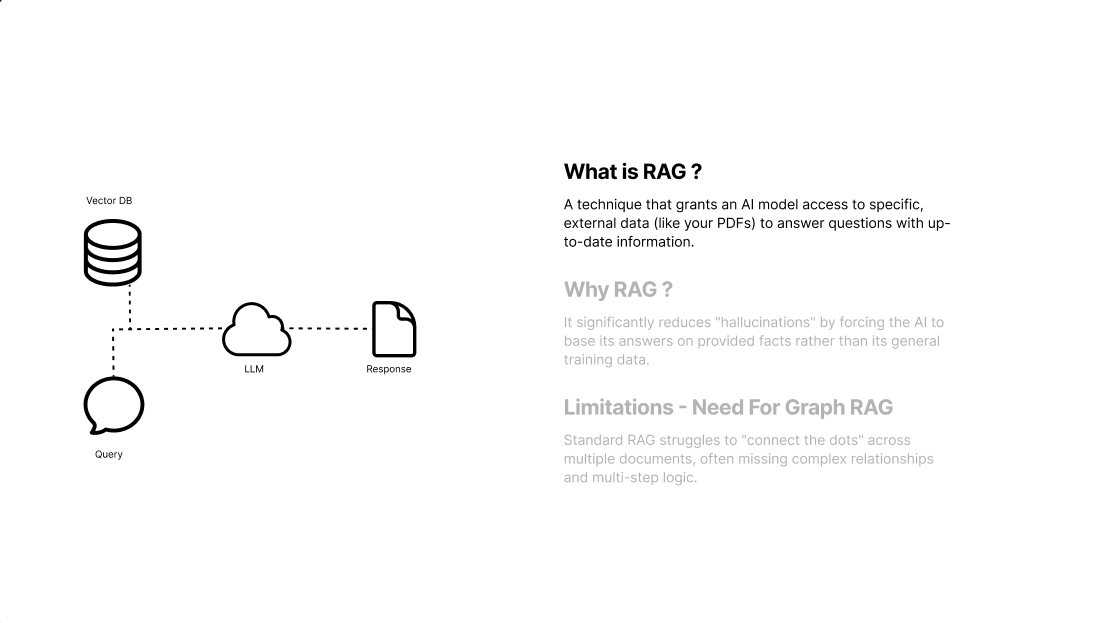 Vector DB
LLM
Response
Query
What is RAG ?
A technique that grants an AI model access to specific,
external data (like your PDFs) to answer questions with up-
to-date information.
Why RAG ?
It significantly reduces "hallucinations" by forcing the AI to
base its answers on provided facts rather than its general
training data.
Limitations - Need For Graph RAG
Standard RAG struggles to "connect the dots" across
multiple documents, often missing complex relationships
and multi-step logic.